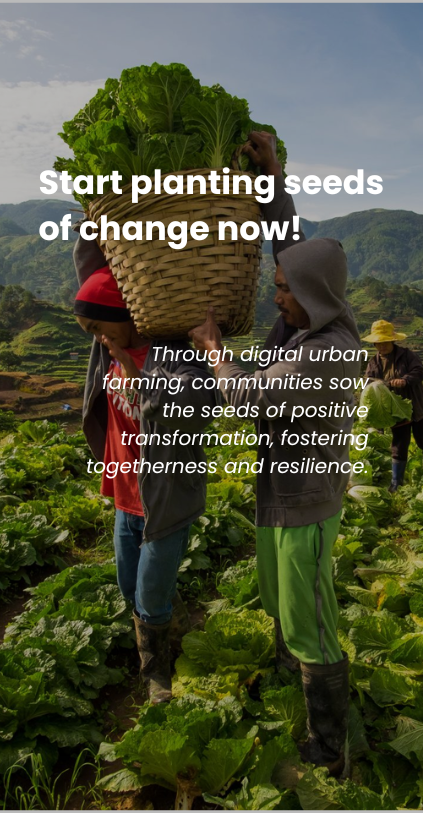 Start planting seeds
of change now!
Through digital urban
farming, communities sow
the seeds of positive
transformation, fostering
togetherness and resilience.